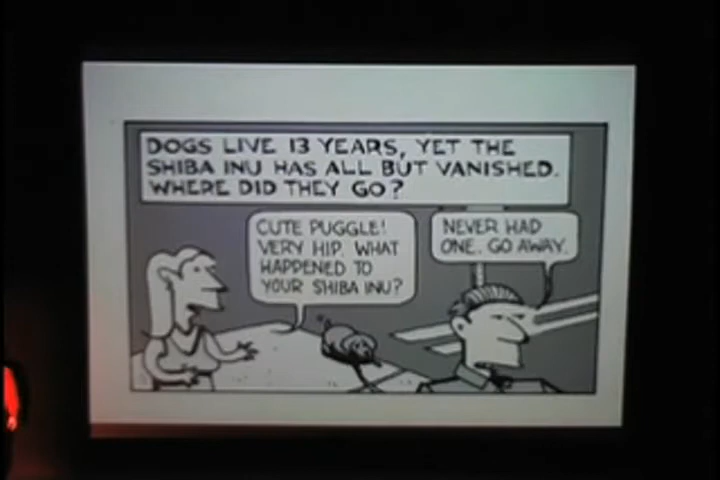 DOGS LIVE 13 YEARS, YET THE
SHIBA INU HAS ALL BUT VANISHED.
WHERE DID THEY GO?
CUTE PUGGLE!
VERY HIP. WHAT
HAPPENED TO
YOUR SHIBA INU?
NEVER HAD
ONE. GO AWAY.